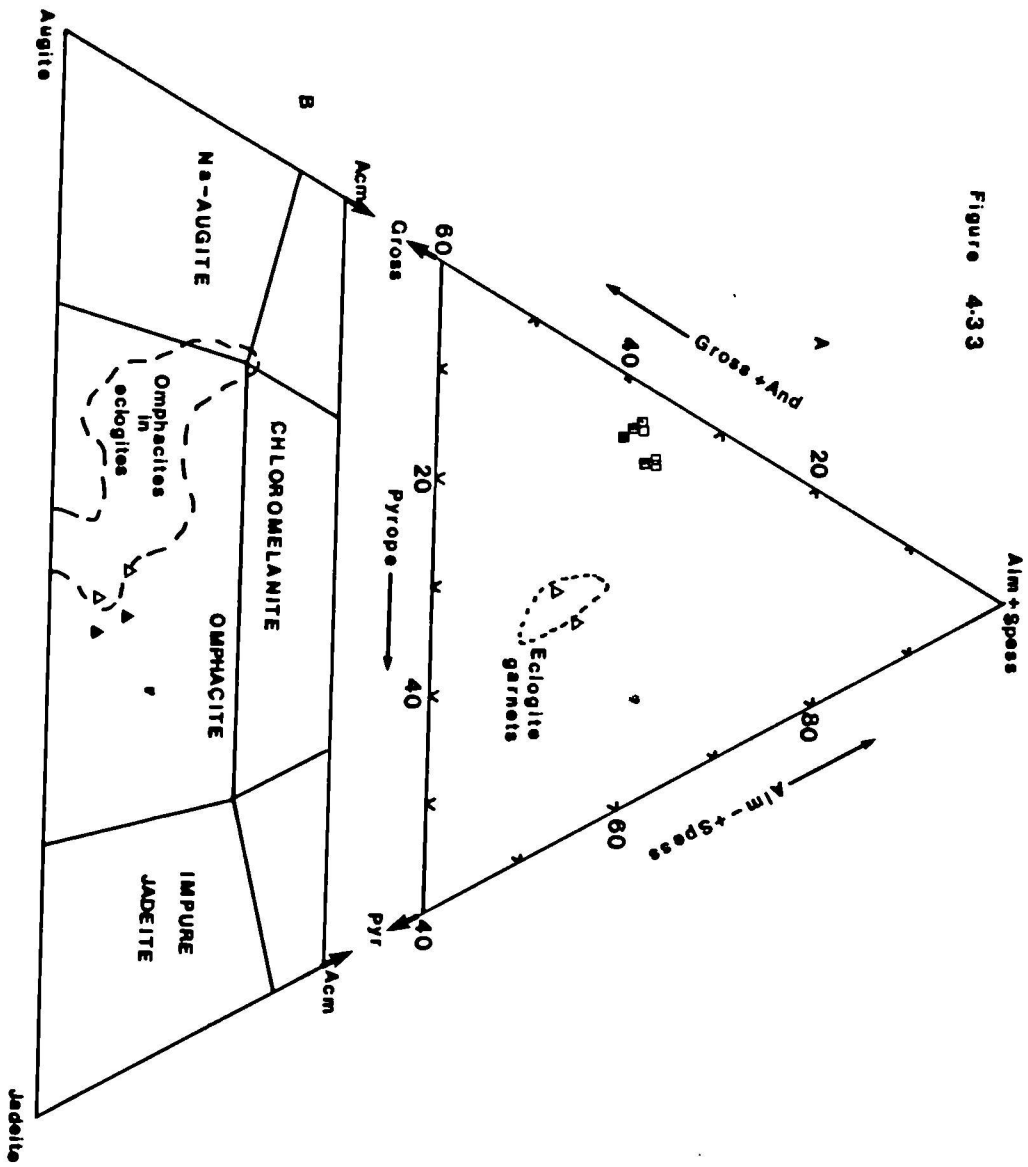 Figure 4.33
A
Alm+Spess
20
80
Gross+And
40
Alm+Spess
60
Eclogite
garnets
60
Gross
20
Pyrope
40
40
Pyr
B
Acm
Acm
CHLOROMELANITE
Na-AUGITE
OMPHACITE
IMPURE
JADEITE
Omphacites
in
eclogites
Augite
Jadeite